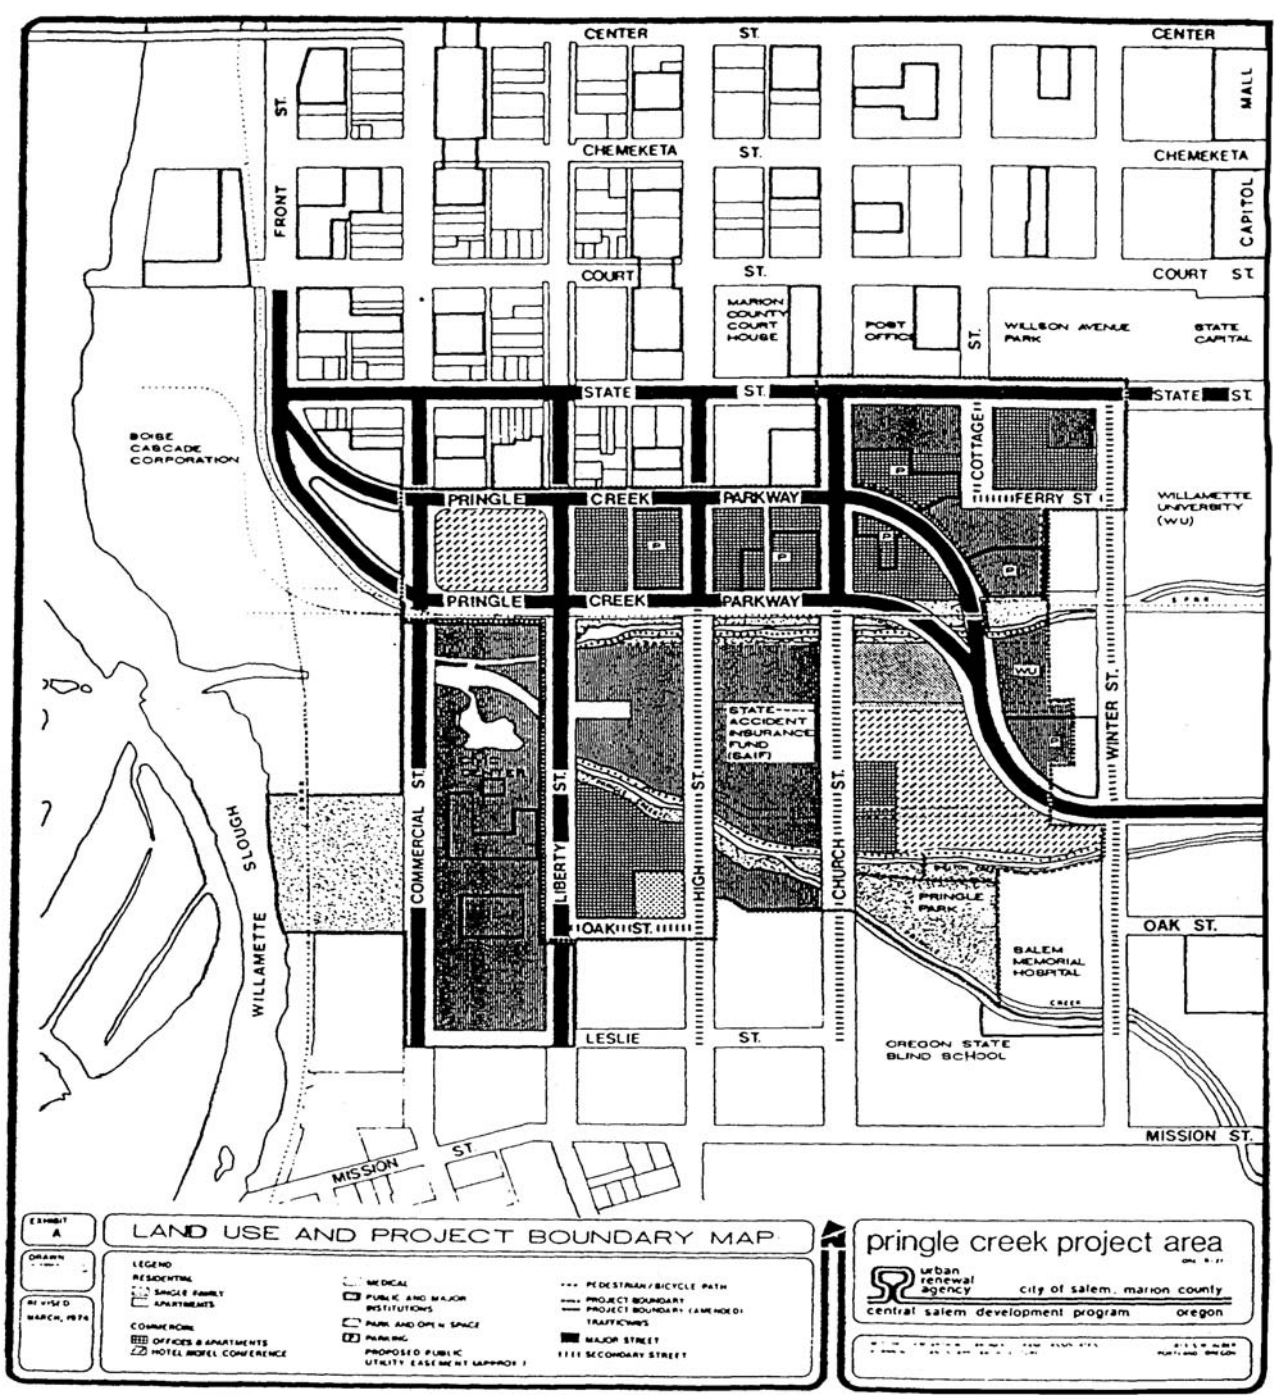 CENTER ST. CENTER
ST.
MALL
CHEMEKETA ST. CHEMEKETA
FRONT
CAPITOL
COURT ST. COURT ST.
MARION
COUNTY
COURT
HOUSE
POST
OFFICE
ST.
WILLSON AVENUE
PARK
STATE
CAPITAL
STATE ST. STATE ST.
BOISE
CASCADE
CORPORATION
COTTAGE
P
PRINGLE CREEK PARKWAY
FERRY ST.
WILLAMETTE
UNIVERSITY
(WU)
P
P
P
P
PRINGLE CREEK PARKWAY
WU
STATE
ACCIDENT
INSURANCE
FUND
(SAIF)
P
WINTER ST.
COMMERCIAL ST.
LIBERTY ST.
HIGH ST.
CHURCH ST.
PRINGLE CREEK
WILLAMETTE SLOUGH
PRINGLE
PARK
OAK ST.
OAK ST.
SALEM
MEMORIAL
HOSPITAL
CREEK
LESLIE ST.
OREGON STATE
BLIND SCHOOL
MISSION ST.
MISSION ST.
EXHIBIT
A
DRAWN
REVISED
MARCH, 1974
LAND USE AND PROJECT BOUNDARY MAP
LEGEND
RESIDENTIAL
SINGLE FAMILY
APARTMENTS
COMMERCIAL
OFFICES & APARTMENTS
HOTEL MOTEL CONFERENCE
MEDICAL
PUBLIC AND MAJOR
INSTITUTIONS
PARK AND OPEN SPACE
P PARKING
PROPOSED PUBLIC
UTILITY EASEMENT (APPROX.)
PEDESTRIAN/BICYCLE PATH
PROJECT BOUNDARY
PROJECT BOUNDARY (AMENDED)
TRAFFICWAYS
MAJOR STREET
SECONDARY STREET
N
pringle creek project area
ORE. R-21
urban
renewal
agency
city of salem, marion county
central salem development program oregon
PORTLAND OREGON